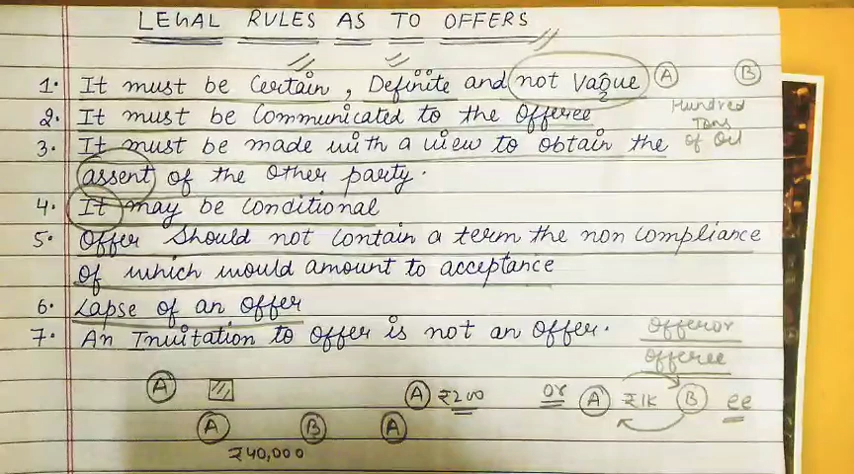 LEGAL RULES AS TO OFFERS
1. It must be Certain, Definite and not Vague (A) (B)
2. It must be Communicated to the Offeree Hundred
Tons
3. It must be made with a view to obtain the of Oil
assent of the Other party.
4. It may be Conditional
5. Offer Should not Contain a term the non Compliance
of which would amount to acceptance
6. Lapse of an Offer
7. An Invitation to Offer is not an Offer. Offeror
Offeree
A A ₹200 or A ₹1K B ee
A B A
₹40,000